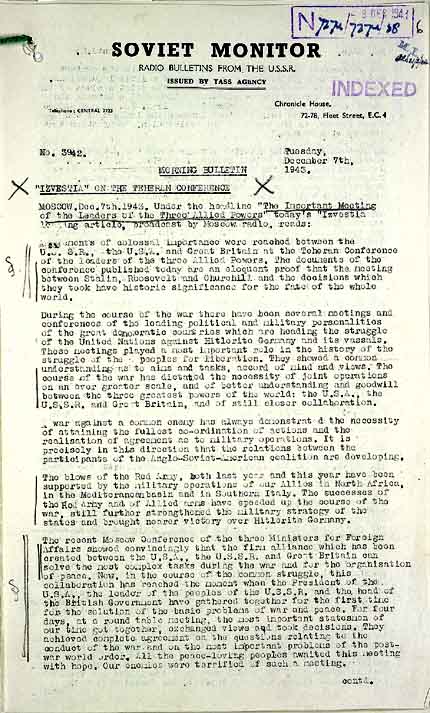 N 7274/7274/38
9 DEC 1943
6
SOVIET MONITOR
RADIO BULLETINS FROM THE U.S.S.R.
ISSUED BY TASS AGENCY
INDEXED
Telephone: CENTRAL
Chronicle House,
72-78, Fleet Street, E.C.4
No. 3942.
Tuesday,
December 7th,
1943.
MORNING BULLETIN
"IZVESTIA" ON THE TEHERAN CONFERENCE
MOSCOW, Dec.7th.1943. Under the headline "The Important Meeting
of the Leaders of the Three Allied Powers" today's "Izvestia
leading article, broadcast by Moscow radio, reads:
Agreements of colossal importance were reached between the
U.S.S.R., the U.S.A. and Great Britain at the Teheran Conference
of the leaders of the three Allied Powers. The documents of the
conference published today are an eloquent proof that the meeting
between Stalin, Roosevelt and Churchill and the decisions which
they took have historic significance for the fate of the whole
world.
During the course of the war there have been several meetings and
conferences of the leading political and military personalities
of the great democratic countries which are heading the struggle
of the United Nations against Hitlerite Germany and its vassals.
These meetings played a most important role in the history of the
struggle of the peoples for liberation. They showed a common
understanding as to aims and tasks, accord of mind and views. The
course of the war has dictated the necessity of joint operations
on an ever greater scale, and of better understanding and goodwill
between the three greatest powers of the world: the U.S.A., the
U.S.S.R. and Great Britain, and of still closer collaboration.
war against a common enemy has always demonstrated the necessity
of attaining the fullest co-ordination of actions and the
realisation of agreement as to military operations. It is
precisely in this direction that the relations between the
participants of the Anglo-Soviet-American coalition are developing.
The blows of the Red Army, both last year and this year have been
supported by the military operations of our Allies in North Africa,
in the Mediterranean basin and in Southern Italy. The successes of
the Red Army and of Allied arms have speeded up the course of the
war, still further strengthened the military strategy of the
states and brought nearer victory over Hitlerite Germany.
The recent Moscow Conference of the three Ministers for Foreign
Affairs showed convincingly that the firm alliance which has been
created between the U.S.A., the U.S.S.R. and Great Britain can
solve the most complex tasks during the war and for the organisation
of peace. Now, in the course of the common struggle, this
collaboration has reached the moment when the President of the
U.S.A., the leader of the peoples of the U.S.S.R. and the head of
the British Government have gathered together for the first time
for the solution of the basic problems of war and peace. For four
days, at a round table meeting, the most important statesmen of
our time got together, exchanged views and took decisions. They
achieved complete agreement on the questions relating to the
conduct of the war and on the most important problems of the post-
war world order. All the peace-loving peoples awaited this meeting
with hope. Our enemies were terrified of such a meeting.
contd.